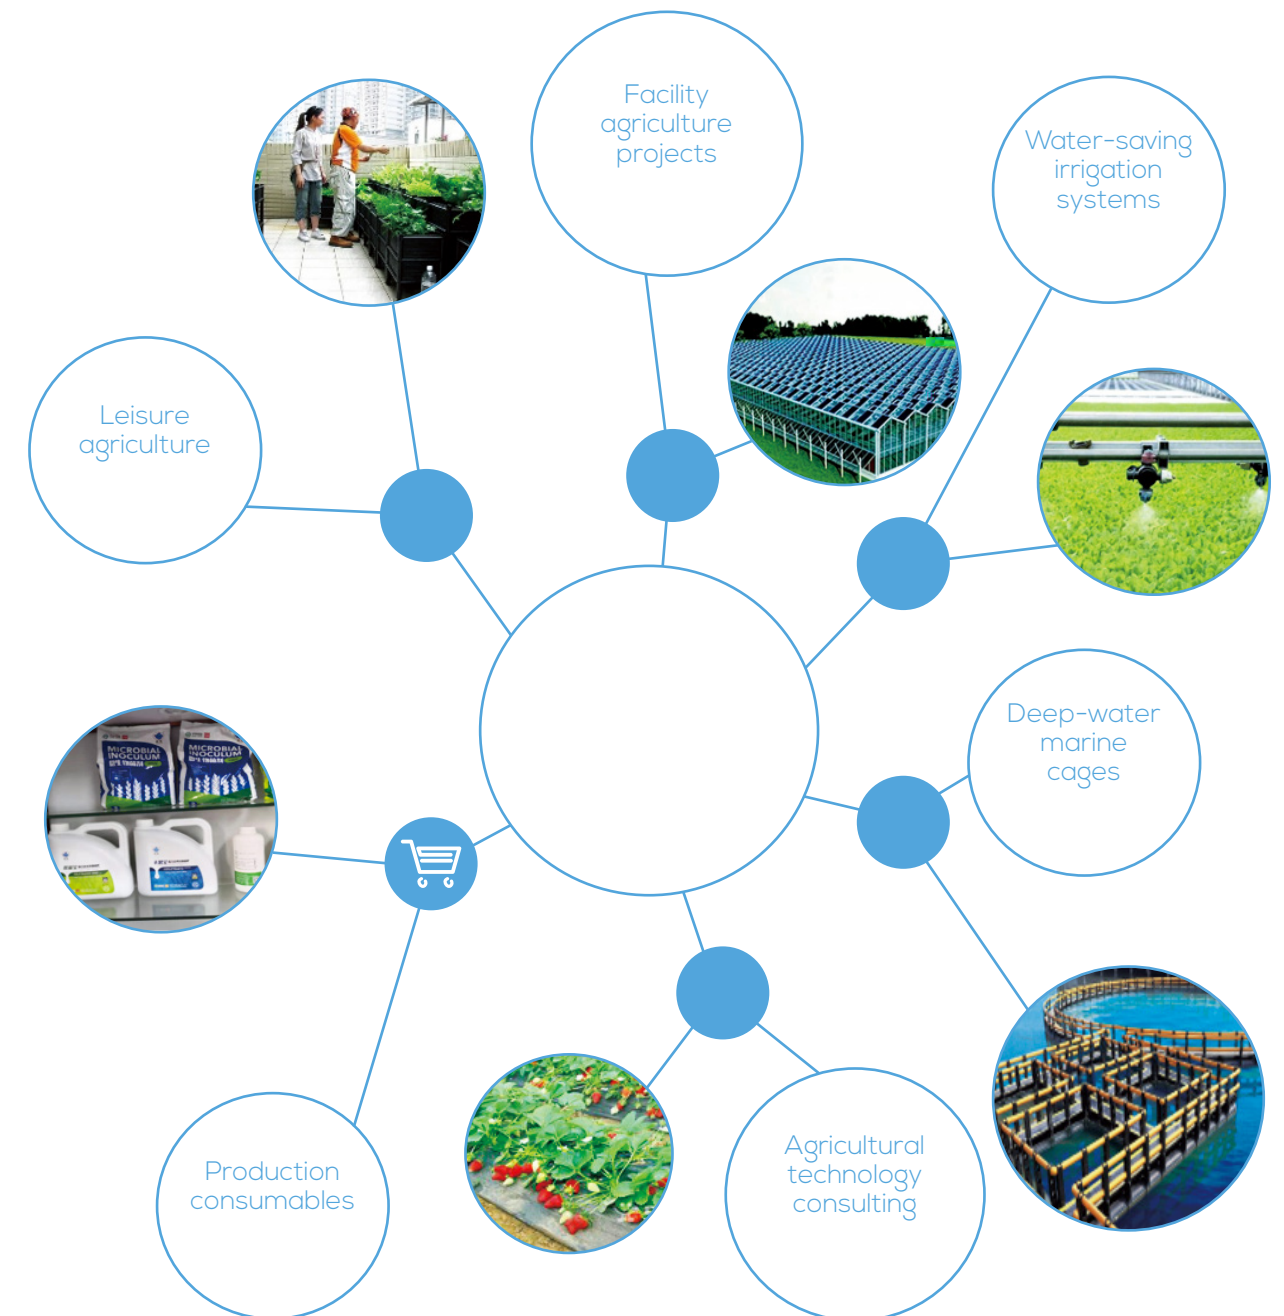 Facility
agriculture
projects
Water-saving
irrigation
systems
Leisure
agriculture
Deep-water
marine
cages
MICROBIAL
INOCULUM
MICROBIAL
INOCULUM
Production
consumables
Agricultural
technology
consulting